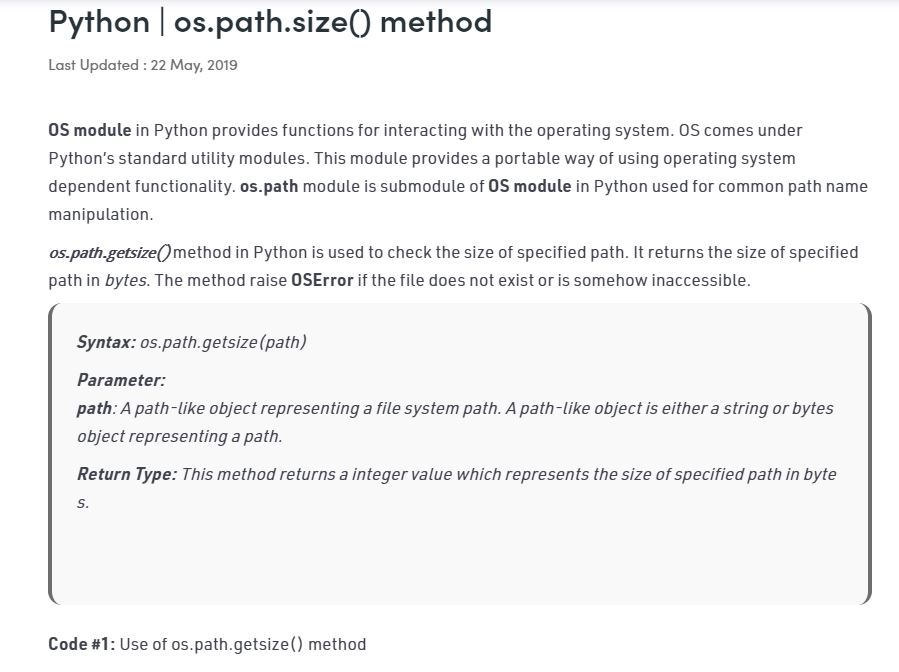 Python | os.path.size() method
Last Updated : 22 May, 2019
OS module in Python provides functions for interacting with the operating system. OS comes under
Python's standard utility modules. This module provides a portable way of using operating system
dependent functionality. os.path module is submodule of OS module in Python used for common path name
manipulation.
os.path.getsize() method in Python is used to check the size of specified path. It returns the size of specified
path in bytes. The method raise OSError if the file does not exist or is somehow inaccessible.
Syntax: os.path.getsize(path)
Parameter:
path: A path-like object representing a file system path. A path-like object is either a string or bytes
object representing a path.
Return Type: This method returns a integer value which represents the size of specified path in byte
s.
Code #1: Use of os.path.getsize() method